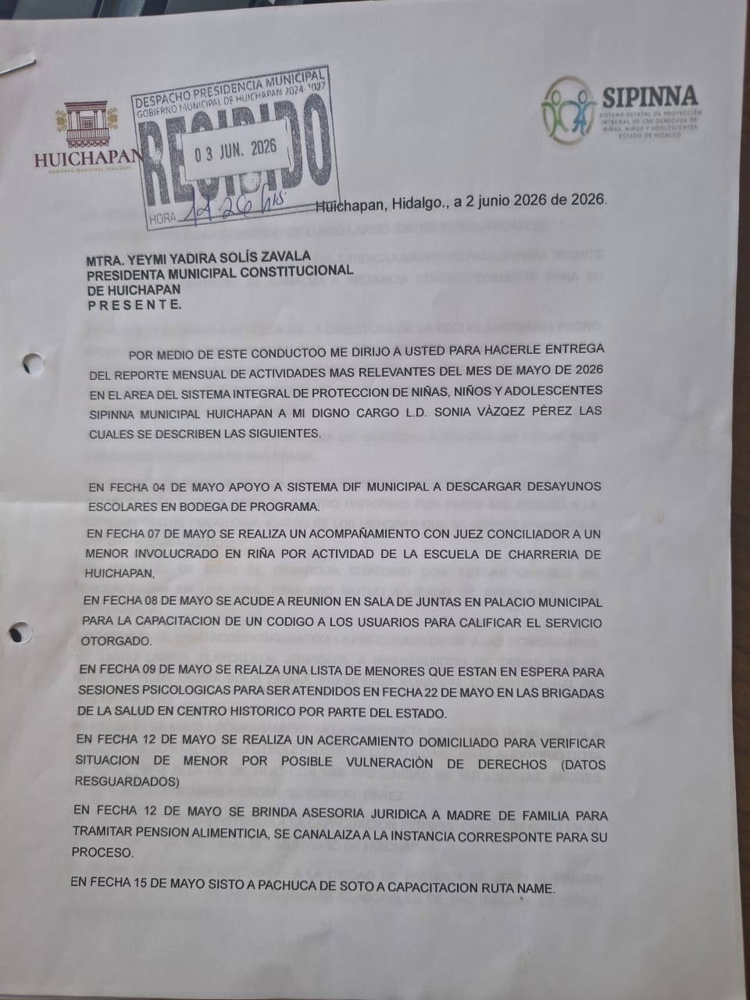 DESPACHO PRESIDENCIA MUNICIPAL
GOBIERNO MUNICIPAL DE HUICHAPAN 2024-2027
RECIBIDO
03 JUN. 2026
HORA 12 26 hrs
HUICHAPAN
GOBIERNO MUNICIPAL 2024-2027
SIPINNA
SISTEMA ESTATAL DE PROTECCIÓN
INTEGRAL DE LOS DERECHOS DE
NIÑAS, NIÑOS Y ADOLESCENTES
ESTADO DE HIDALGO
Huichapan, Hidalgo., a 2 junio 2026 de 2026.
MTRA. YEYMI YADIRA SOLÍS ZAVALA
PRESIDENTA MUNICIPAL CONSTITUCIONAL
DE HUICHAPAN
P R E S E N T E.
POR MEDIO DE ESTE CONDUCTOO ME DIRIJO A USTED PARA HACERLE ENTREGA
DEL REPORTE MENSUAL DE ACTIVIDADES MAS RELEVANTES DEL MES DE MAYO DE 2026
EN EL AREA DEL SISTEMA INTEGRAL DE PROTECCION DE NIÑAS, NIÑOS Y ADOLESCENTES
SIPINNA MUNICIPAL HUICHAPAN A MI DIGNO CARGO L.D. SONIA VÀZQEZ PÈREZ LAS
CUALES SE DESCRIBEN LAS SIGUIENTES.
EN FECHA 04 DE MAYO APOYO A SISTEMA DIF MUNICIPAL A DESCARGAR DESAYUNOS
ESCOLARES EN BODEGA DE PROGRAMA.
EN FECHA 07 DE MAYO SE REALIZA UN ACOMPAÑAMIENTO CON JUEZ CONCILIADOR A UN
MENOR INVOLUCRADO EN RIÑA POR ACTIVIDAD DE LA ESCUELA DE CHARRERIA DE
HUICHAPAN,
EN FECHA 08 DE MAYO SE ACUDE A REUNION EN SALA DE JUNTAS EN PALACIO MUNICIPAL
PARA LA CAPACITACION DE UN CODIGO A LOS USUARIOS PARA CALIFICAR EL SERVICIO
OTORGADO.
EN FECHA 09 DE MAYO SE REALZA UNA LISTA DE MENORES QUE ESTAN EN ESPERA PARA
SESIONES PSICOLOGICAS PARA SER ATENDIDOS EN FECHA 22 DE MAYO EN LAS BRIGADAS
DE LA SALUD EN CENTRO HISTORICO POR PARTE DEL ESTADO.
EN FECHA 12 DE MAYO SE REALIZA UN ACERCAMIENTO DOMICILIADO PARA VERIFICAR
SITUACION DE MENOR POR POSIBLE VULNERACIÒN DE DERECHOS (DATOS
RESGUARDADOS)
EN FECHA 12 DE MAYO SE BRINDA ASESORIA JURIDICA A MADRE DE FAMILIA PARA
TRAMITAR PENSION ALIMENTICIA, SE CANALAIZA A LA INSTANCIA CORRESPONTE PARA SU
PROCESO.
EN FECHA 15 DE MAYO SISTO A PACHUCA DE SOTO A CAPACITACION RUTA NAME.